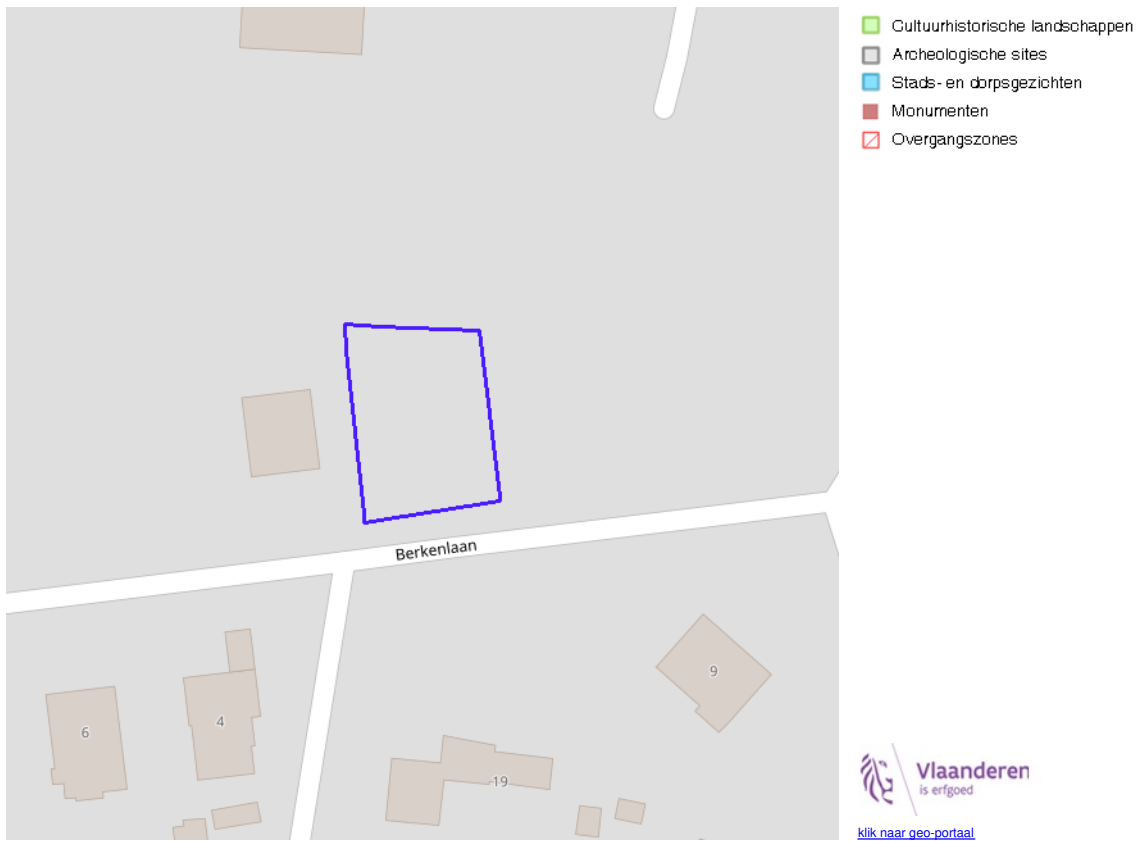 Cultuurhistorische landschappen
Archeologische sites
Stads- en dorpsgezichten
Monumenten
Overgangszones
Berkenlaan
9
4
6
19
Vlaanderen
is erfgoed
klik naar geo-portaal